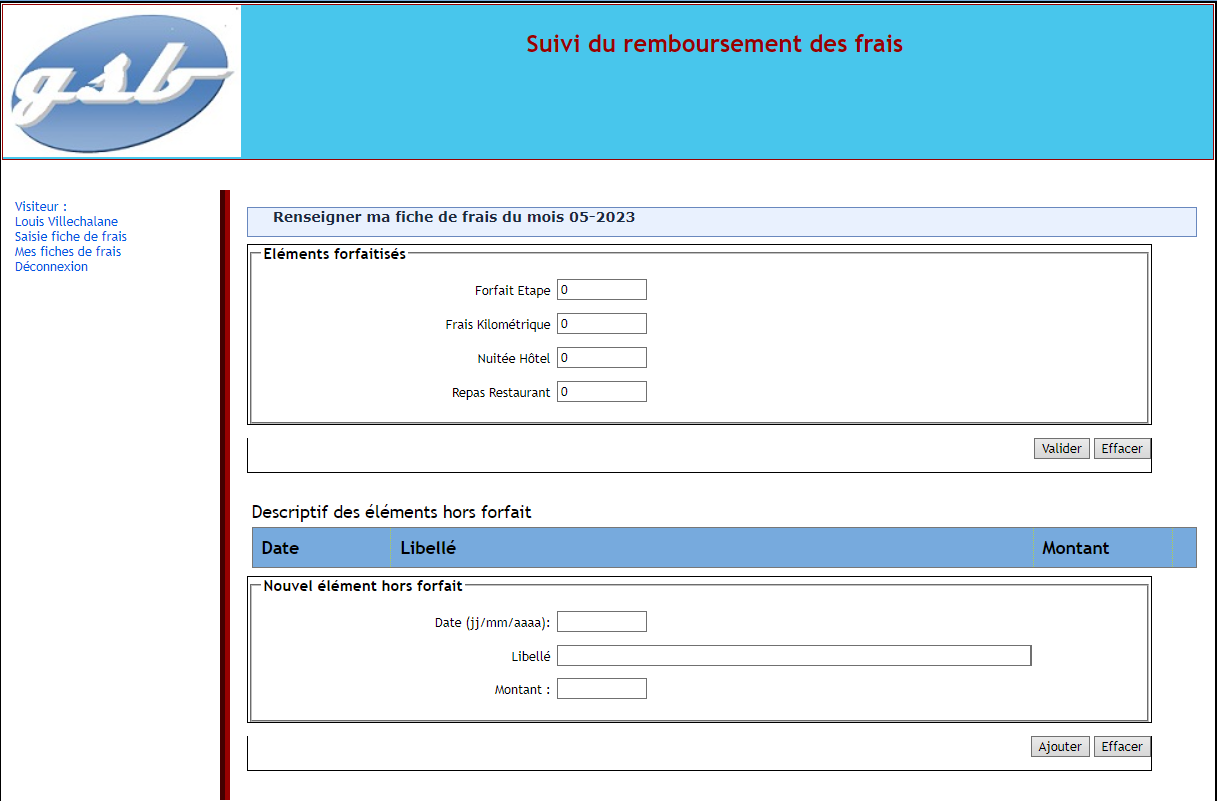 gsb
Suivi du remboursement des frais
Visiteur :
Louis Villechalane
Saisie fiche de frais
Mes fiches de frais
Déconnexion
Renseigner ma fiche de frais du mois 05-2023
Eléments forfaitisés
Forfait Etape 0
Frais Kilométrique 0
Nuitée Hôtel 0
Repas Restaurant 0
Valider Effacer
Descriptif des éléments hors forfait
Date Libellé Montant
Nouvel élément hors forfait
Date (jj/mm/aaaa):
Libellé
Montant :
Ajouter Effacer